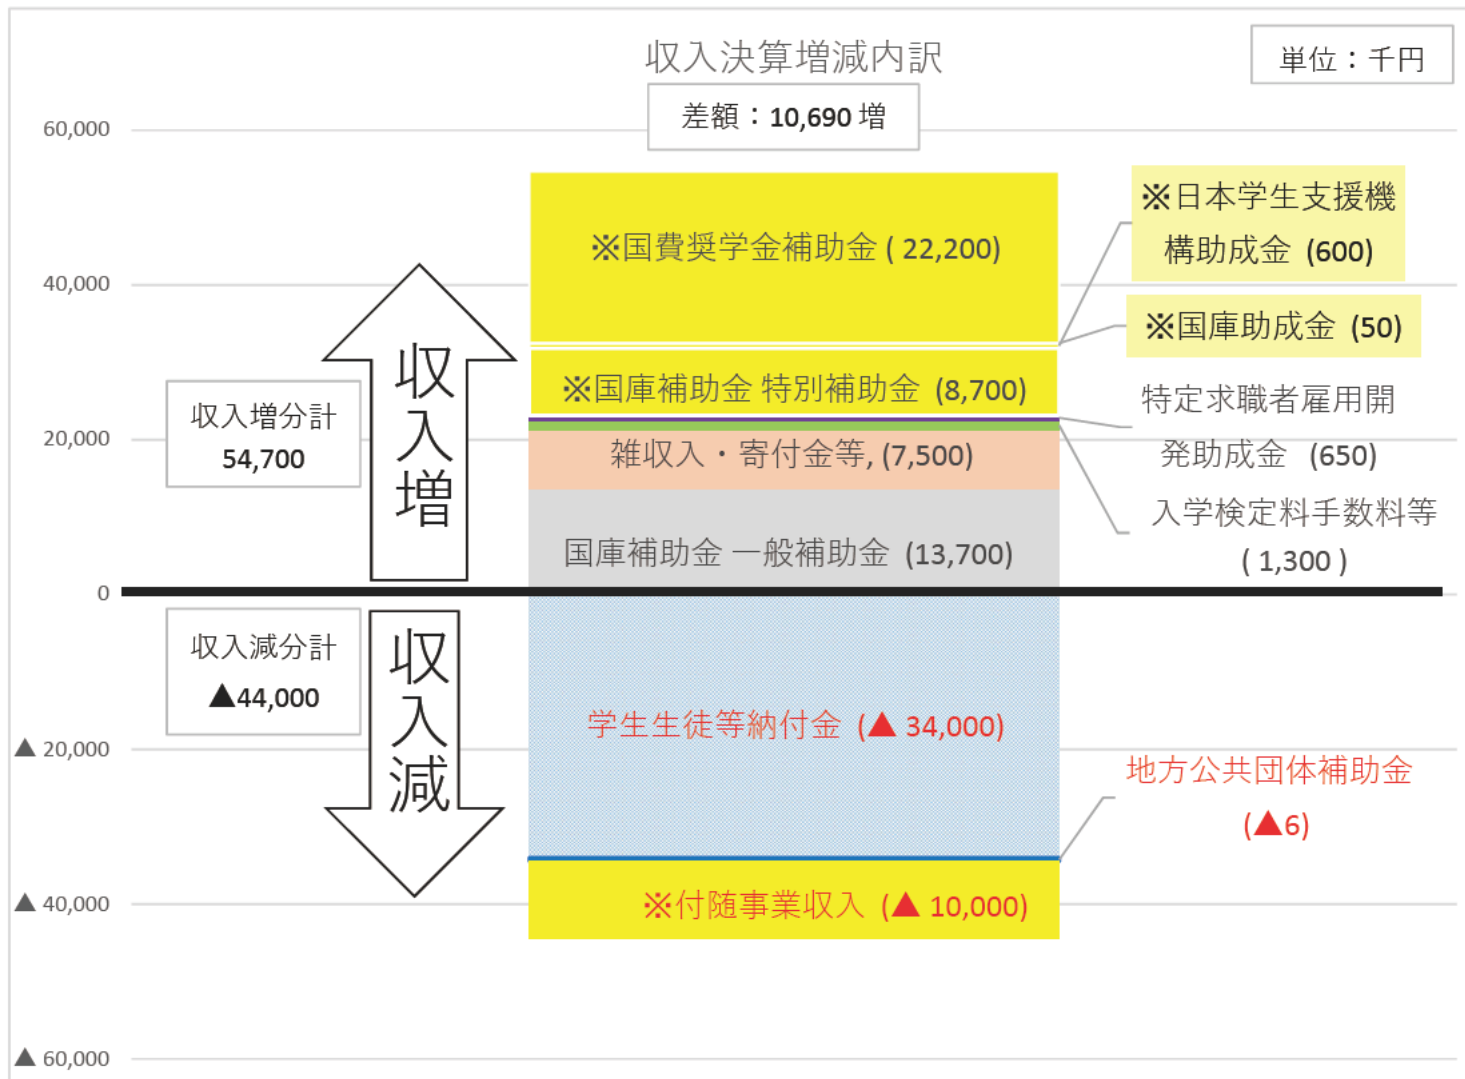 収入決算増減内訳
単位：千円
差額：10,690 増
60,000
40,000
20,000
0
▲ 20,000
▲ 40,000
▲ 60,000
収入増
収入増分計
54,700
収入減分計
▲44,000
収入減
※国費奨学金補助金 ( 22,200)
※国庫補助金 特別補助金 (8,700)
雑収入・寄付金等, (7,500)
国庫補助金 一般補助金 (13,700)
学生生徒等納付金 (▲ 34,000)
※付随事業収入 (▲ 10,000)
※日本学生支援機
構助成金 (600)
※国庫助成金 (50)
特定求職者雇用開
発助成金 (650)
入学検定料手数料等
( 1,300 )
地方公共団体補助金
(▲6)